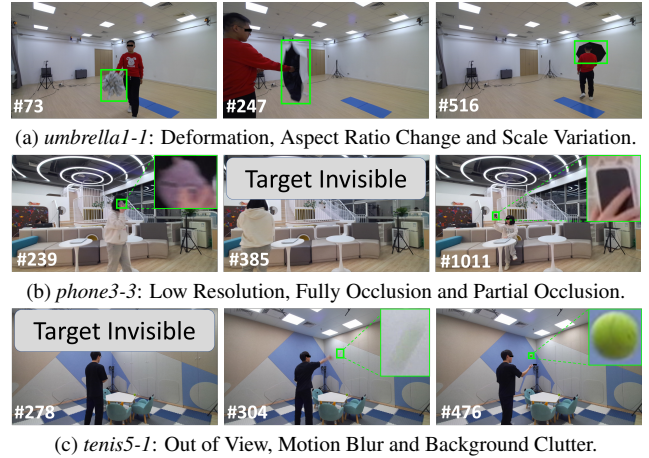 #73 #247 #516
(a) umbrella1-1: Deformation, Aspect Ratio Change and Scale Variation.
Target Invisible
#239 #385 #1011
(b) phone3-3: Low Resolution, Fully Occlusion and Partial Occlusion.
Target Invisible
#278 #304 #476
(c) tenis5-1: Out of View, Motion Blur and Background Clutter.